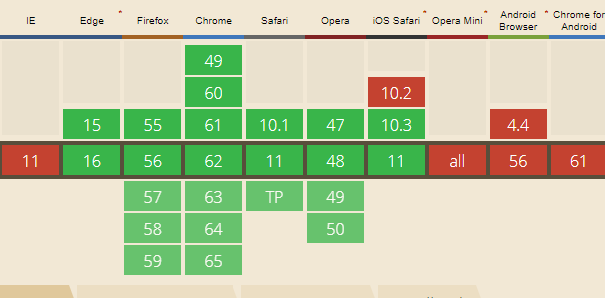 IE Edge * Firefox Chrome Safari Opera iOS Safari * Opera Mini * Android Browser * Chrome for Android
49
60 10.2
15 55 61 10.1 47 10.3 4.4
11 16 56 62 11 48 11 all 56 61
57 63 TP 49
58 64 50
59 65